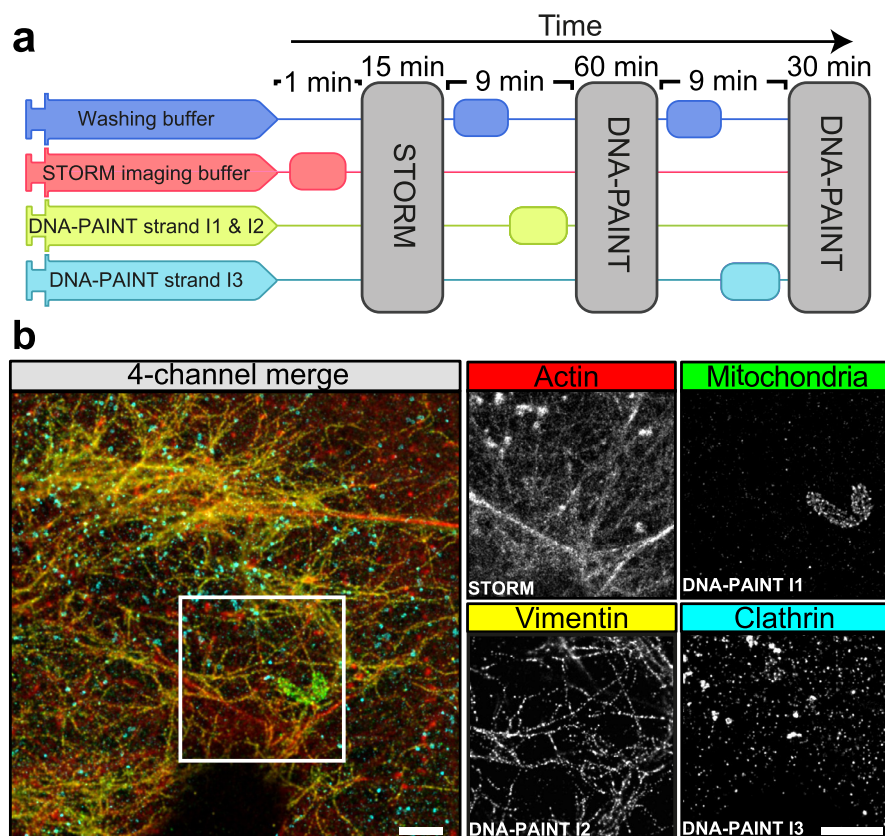 a
Time
1 min
15 min
9 min
60 min
9 min
30 min
Washing buffer
STORM imaging buffer
DNA-PAINT strand I1 & I2
DNA-PAINT strand I3
STORM
DNA-PAINT
DNA-PAINT
b
4-channel merge
Actin
Mitochondria
STORM
DNA-PAINT I1
Vimentin
Clathrin
DNA-PAINT I2
DNA-PAINT I3